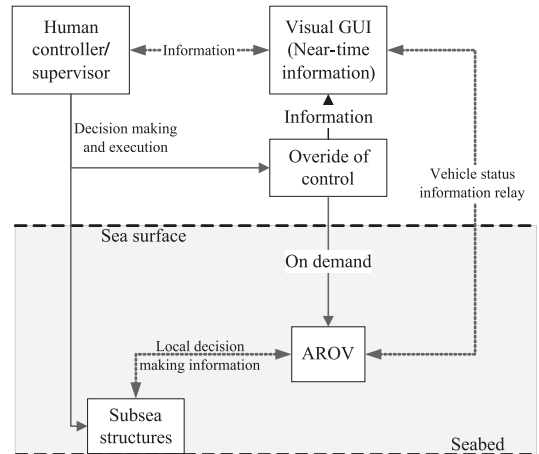 Human
controller/
supervisor
Information
Visual GUI
(Near-time
information)
Information
Decision making
and execution
Overide of
control
Vehicle status
information relay
Sea surface
On demand
Local decision
making information
AROV
Subsea
structures
Seabed